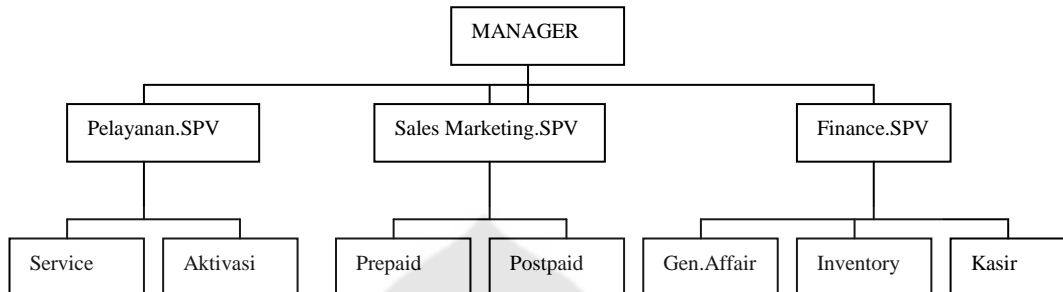 MANAGER
Pelayanan.SPV
Sales Marketing.SPV
Finance.SPV
Service
Aktivasi
Prepaid
Postpaid
Gen.Affair
Inventory
Kasir